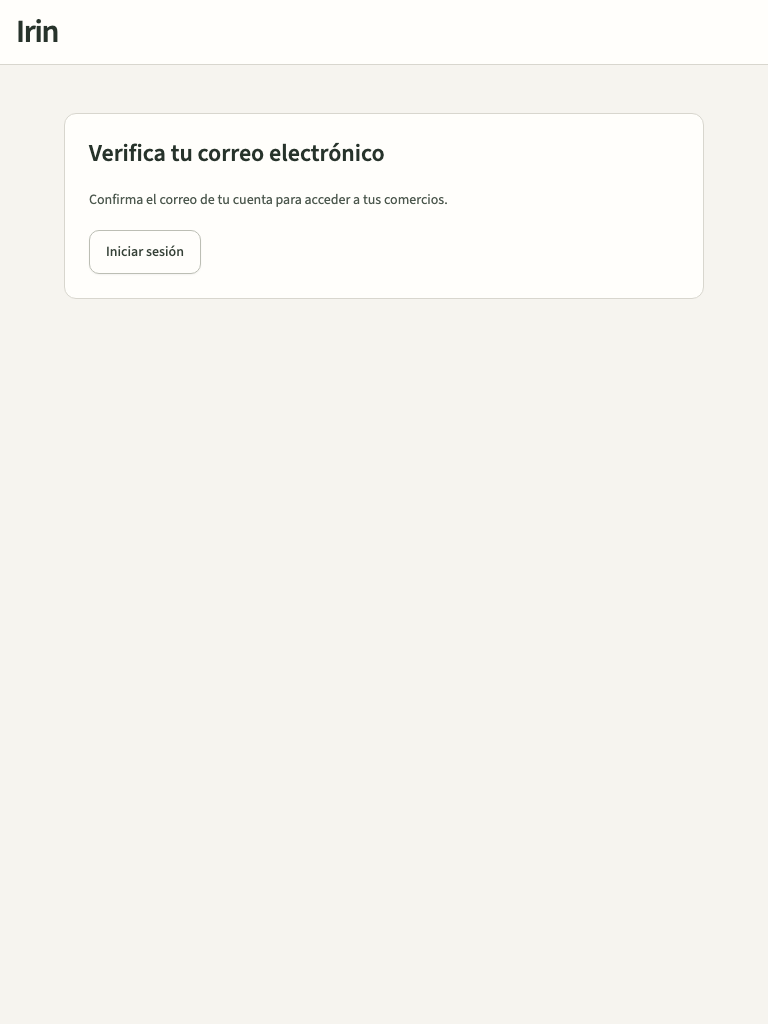 Irin
Verifica tu correo electrónico
Confirma el correo de tu cuenta para acceder a tus comercios.
Iniciar sesión